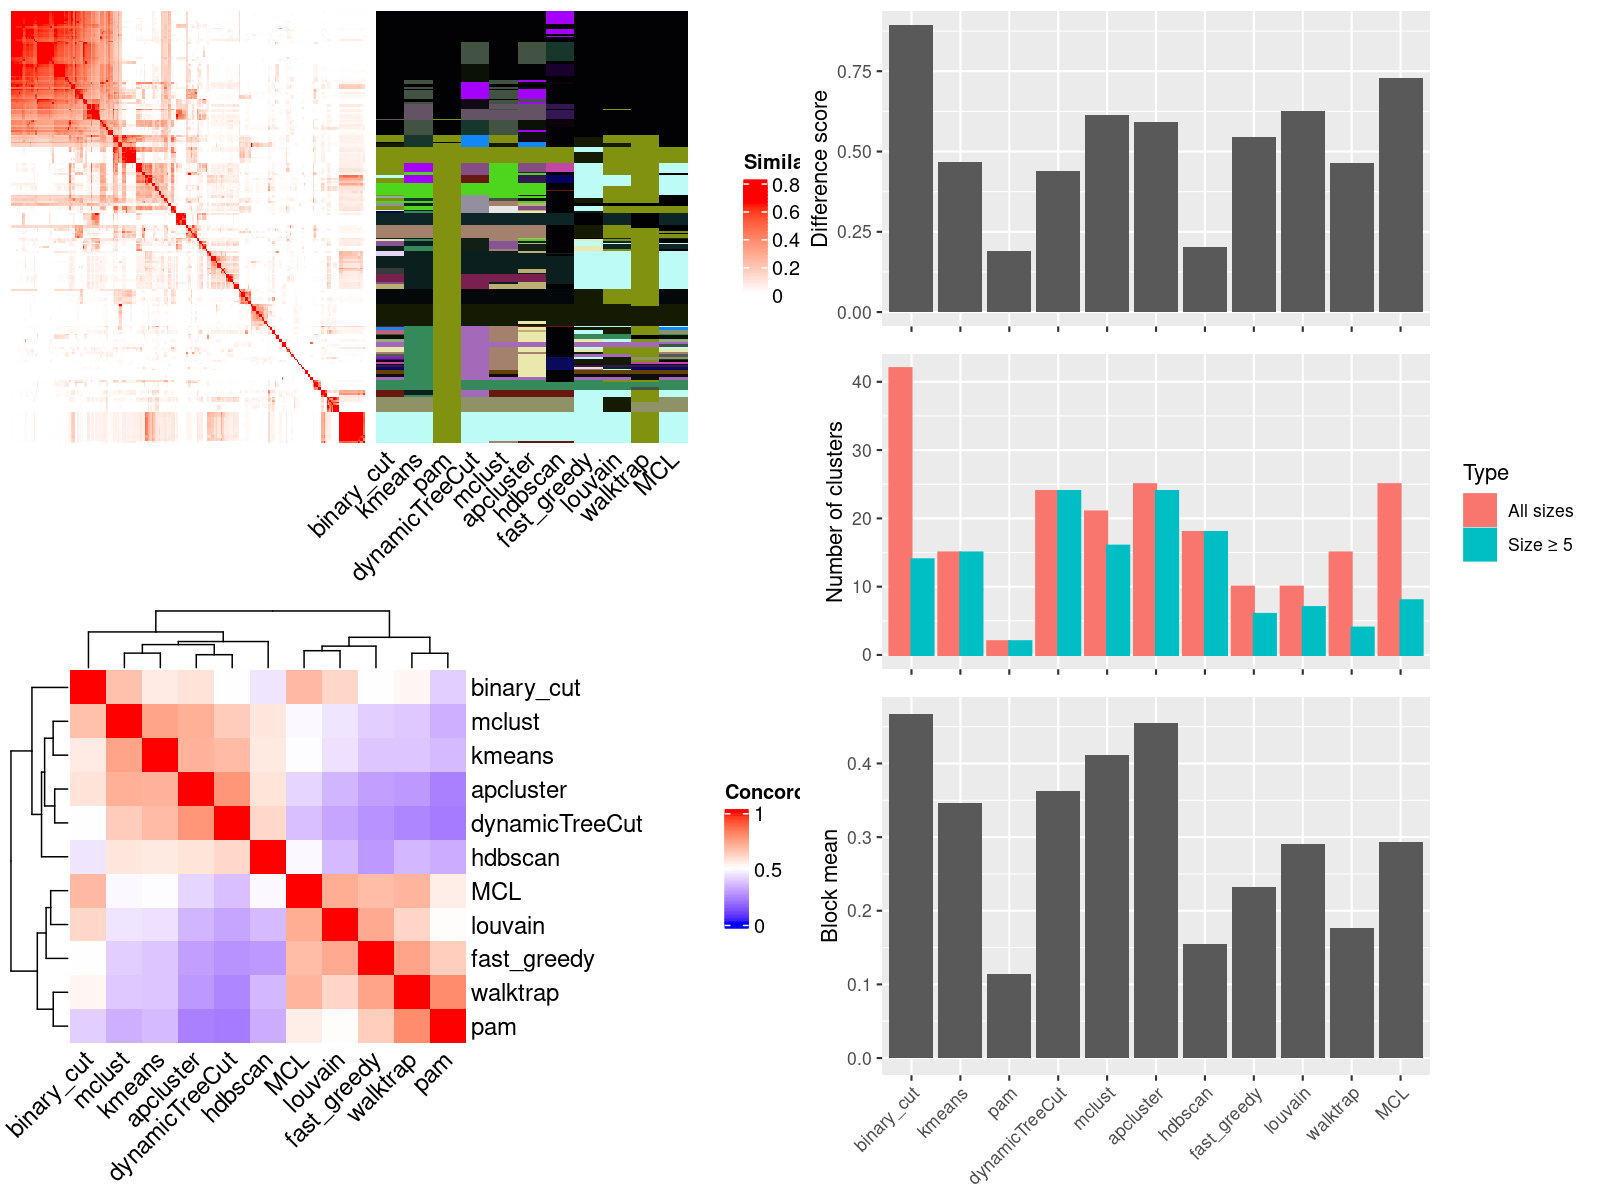 Simila
0.8
0.6
0.4
0.2
0
binary_cut
kmeans
pam
dynamicTreeCut
mclust
apcluster
hdbscan
fast_greedy
louvain
walktrap
MCL
Difference score
0.75
0.50
0.25
0.00
Number of clusters
40
30
20
10
0
Type
All sizes
Size ≥ 5
Block mean
0.4
0.3
0.2
0.1
0.0
binary_cut
kmeans
pam
dynamicTreeCut
mclust
apcluster
hdbscan
fast_greedy
louvain
walktrap
MCL
binary_cut
mclust
kmeans
apcluster
dynamicTreeCut
hdbscan
MCL
louvain
fast_greedy
walktrap
pam
binary_cut
mclust
kmeans
apcluster
dynamicTreeCut
hdbscan
MCL
louvain
fast_greedy
walktrap
pam
Concord
1
0.5
0